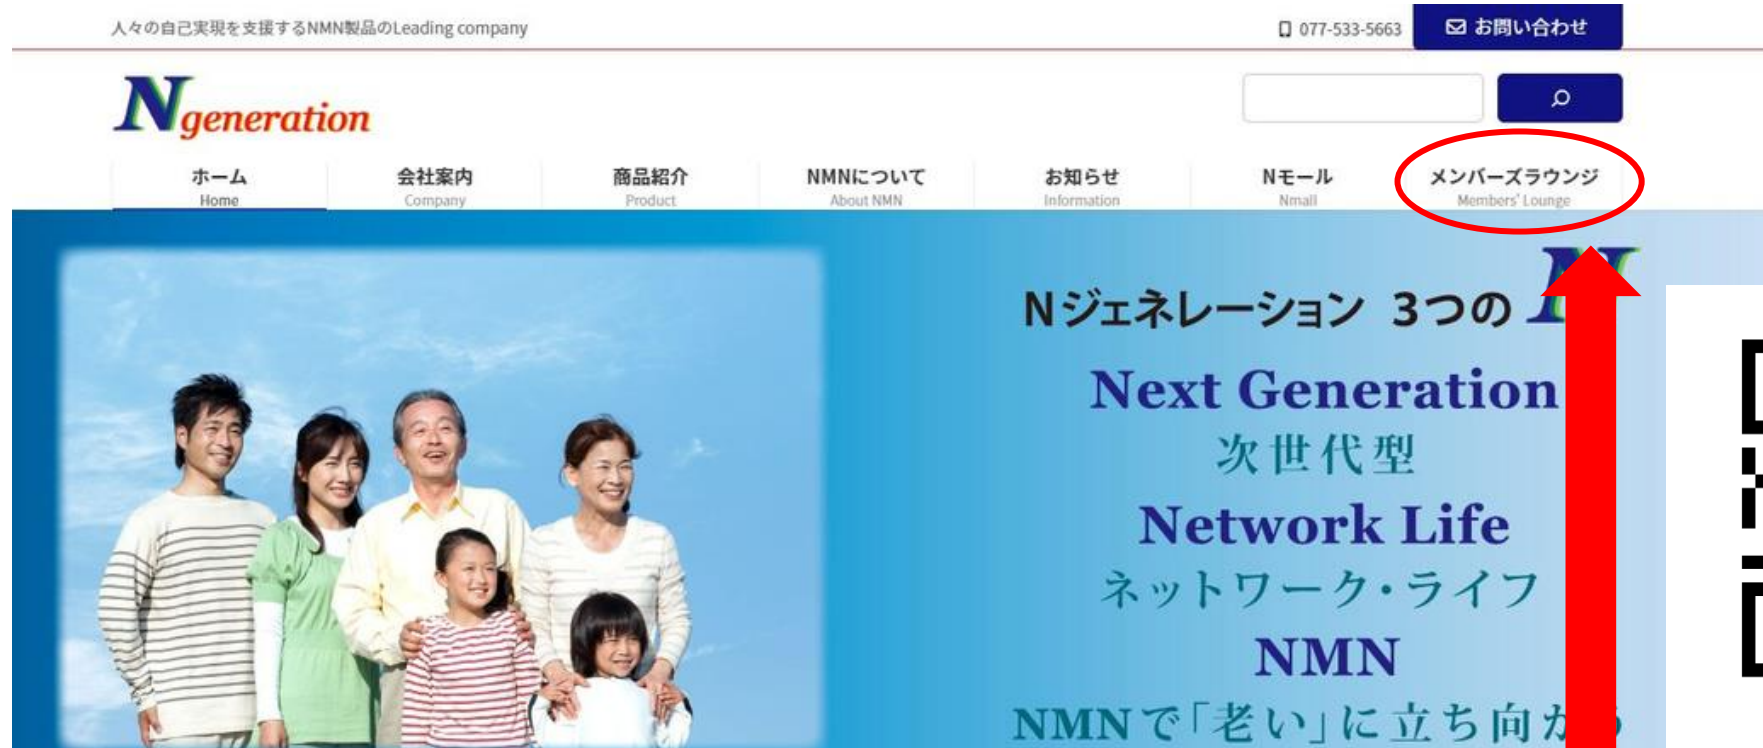 人々の自己実現を支援するNMN製品のLeading company
077-533-5663
お問い合わせ
Ngeneration
ホーム
Home
会社案内
Company
商品紹介
Product
NMNについて
About NMN
お知らせ
Information
Nモール
Nmall
メンバーズラウンジ
Members' Lounge
Nジェネレーション 3つの N
Next Generation
次世代型
Network Life
ネットワーク・ライフ
NMN
NMNで「老い」に立ち向かう